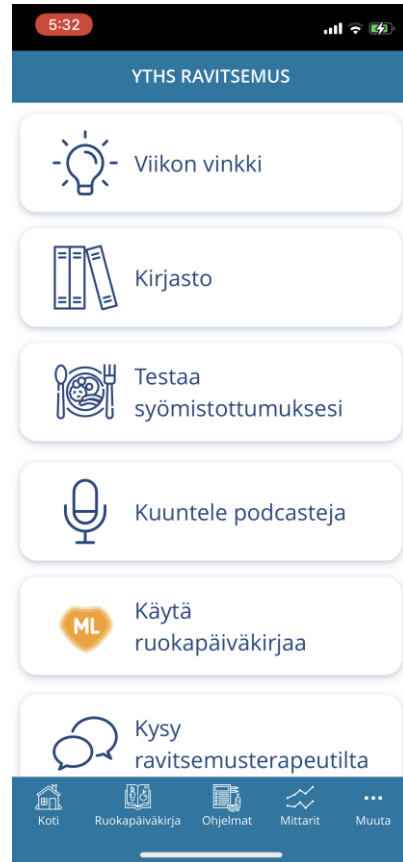 5:32
YTHS RAVITSEMUS
Viikon vinkki
Kirjasto
Testaa
syömistottumuksesi
Kuuntele podcasteja
ML
Käytä
ruokapäiväkirjaa
Kysy
ravitsemusterapeutilta
Koti Ruokapäiväkirja Ohjelmat Mittarit Muuta